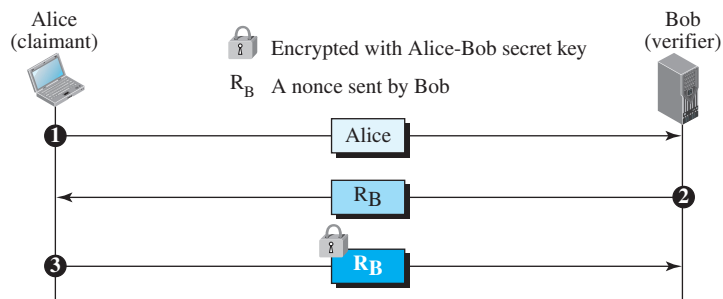 Alice
(claimant)
Bob
(verifier)
Encrypted with Alice-Bob secret key
RB A nonce sent by Bob
1
Alice
RB
2
3
RB